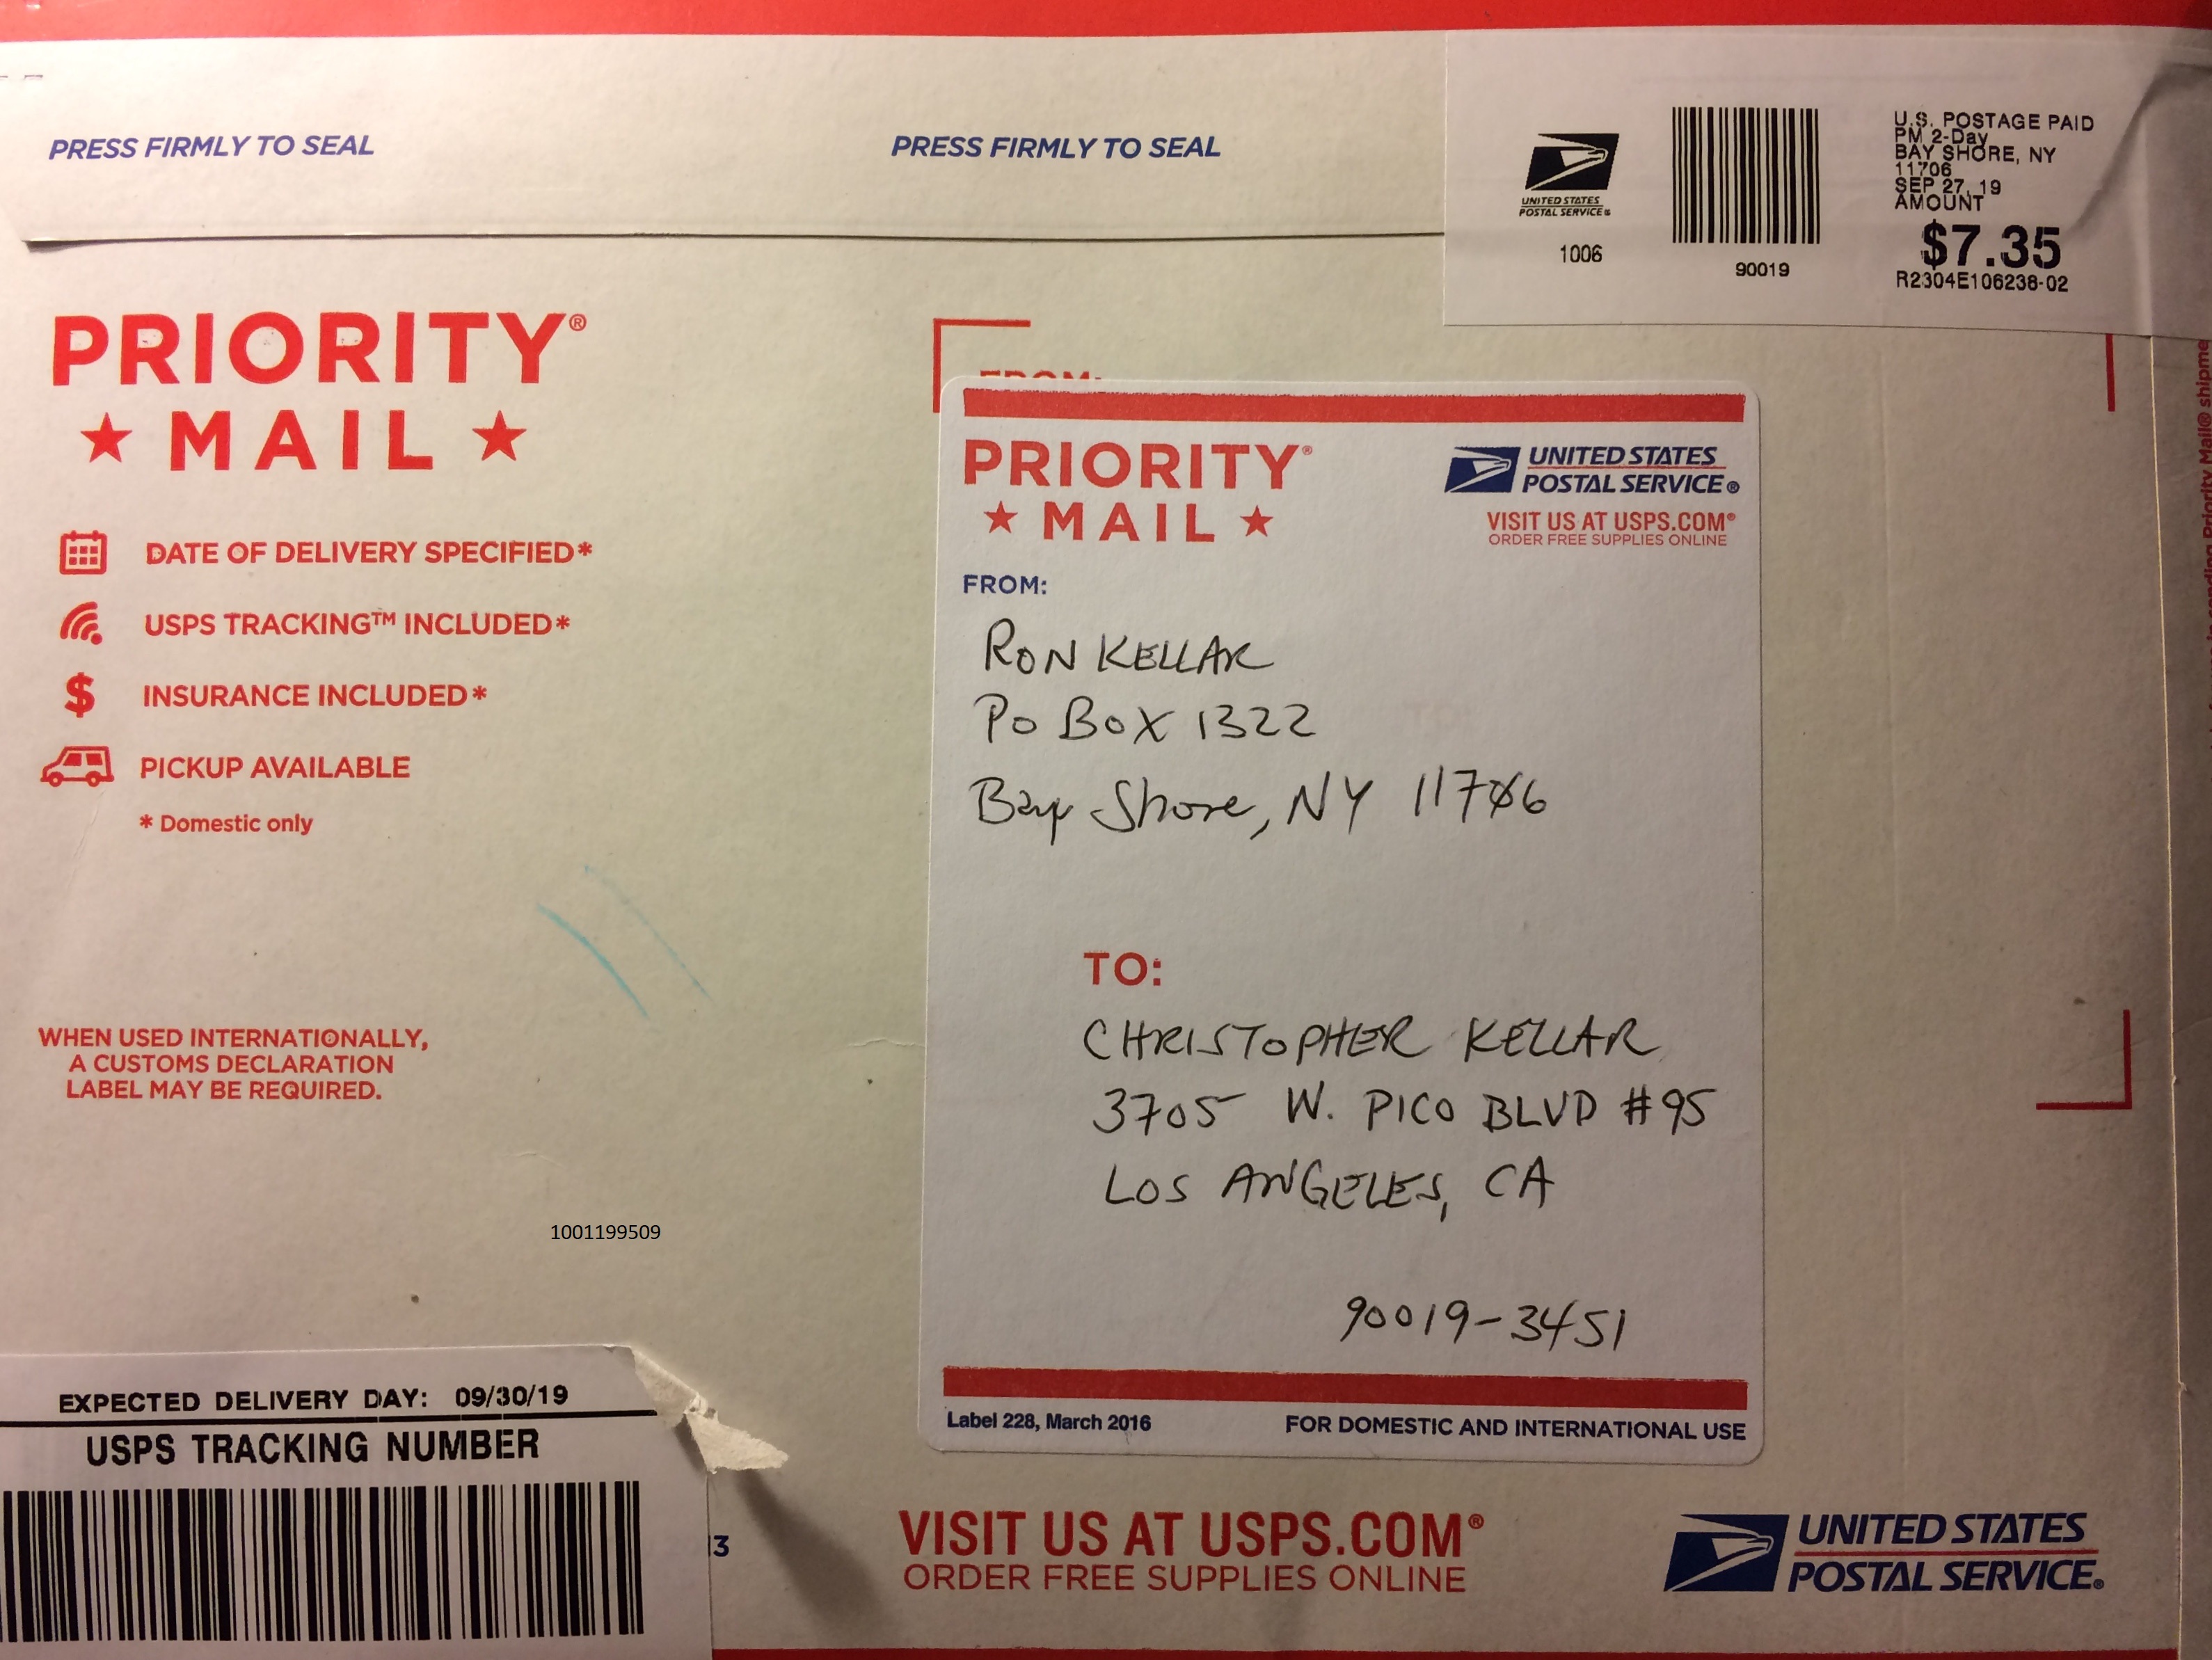 PRESS FIRMLY TO SEAL
PRESS FIRMLY TO SEAL
UNITED STATES
POSTAL SERVICE®
1006
90019
U.S. POSTAGE PAID
PM 2-Day
BAY SHORE, NY
11706
SEP 27, 19
AMOUNT
$7.35
R2304E106238-02
PRIORITY®
★ MAIL ★
DATE OF DELIVERY SPECIFIED*
USPS TRACKING™ INCLUDED*
$ INSURANCE INCLUDED*
PICKUP AVAILABLE
* Domestic only
WHEN USED INTERNATIONALLY,
A CUSTOMS DECLARATION
LABEL MAY BE REQUIRED.
1001199509
EXPECTED DELIVERY DAY: 09/30/19
USPS TRACKING NUMBER
FROM:
PRIORITY®
★ MAIL ★
UNITED STATES
POSTAL SERVICE®
VISIT US AT USPS.COM®
ORDER FREE SUPPLIES ONLINE
FROM:
RON KELLAR
PO BOX 1322
Bay Shore, NY 11706
TO:
CHRISTOPHER KELLAR
3705 W. PICO BLVD #95
LOS ANGELES, CA
90019-3451
Label 228, March 2016
FOR DOMESTIC AND INTERNATIONAL USE
13
VISIT US AT USPS.COM®
ORDER FREE SUPPLIES ONLINE
UNITED STATES
POSTAL SERVICE®
Priority Mail® shipme